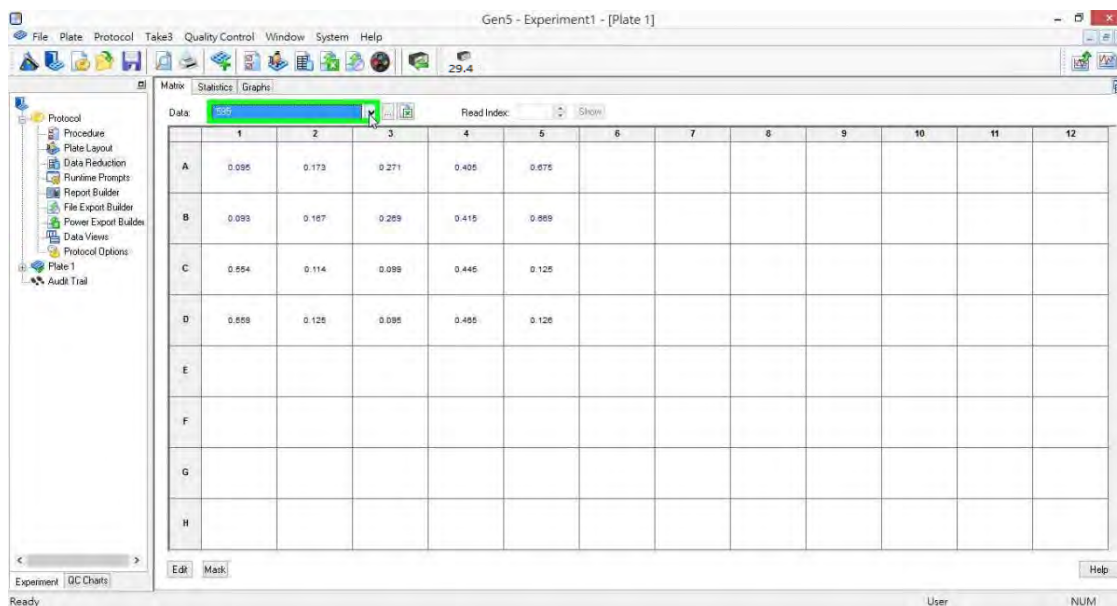 Gen5 - Experiment1 - [Plate 1]
File Plate Protocol Take3 Quality Control Window System Help
29.4
Matrix Statistics Graphs
Data: 595 Read Index: Show
Protocol
Procedure
Plate Layout
Data Reduction
Runtime Prompts
Report Builder
File Export Builder
Power Export Builder
Data Views
Protocol Options
Plate 1
Audit Trail
1 2 3 4 5 6 7 8 9 10 11 12
A 0.095 0.173 0.271 0.405 0.675
B 0.093 0.167 0.269 0.415 0.669
C 0.554 0.114 0.099 0.445 0.125
D 0.559 0.125 0.095 0.455 0.126
E
F
G
H
Edit Mask Help
Experiment QC Charts
Ready User NUM